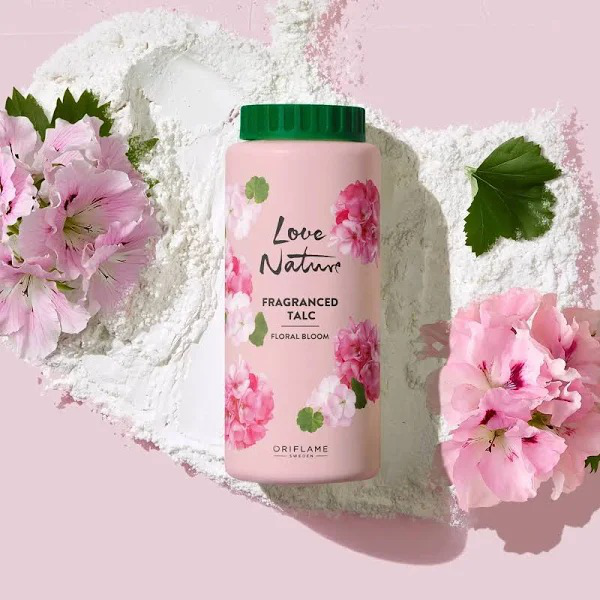 Love
Nature
FRAGRANCED
TALC
FLORAL BLOOM
ORIFLAME
SWEDEN